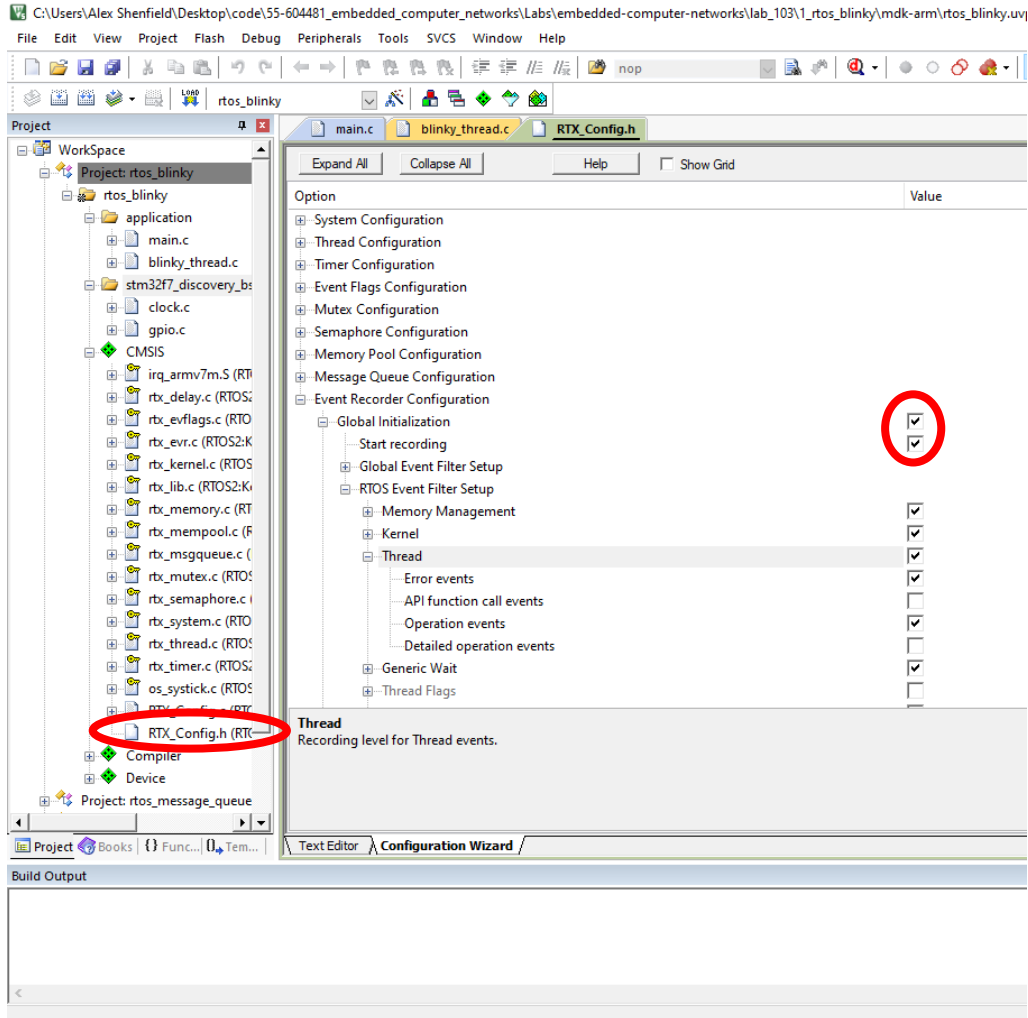 C:\Users\Alex Shenfield\Desktop\code\55-604481_embedded_computer_networks\Labs\embedded-computer-networks\lab_103\1_rtos_blinky\mdk-arm\rtos_blinky.uvp
File Edit View Project Flash Debug Peripherals Tools SVCS Window Help
nop
LOAD rtos_blinky
Project
main.c blinky_thread.c RTX_Config.h
WorkSpace
Project: rtos_blinky
rtos_blinky
application
main.c
blinky_thread.c
stm32f7_discovery_bs
clock.c
gpio.c
CMSIS
irq_armv7m.S (RT
rtx_delay.c (RTOS2
rtx_evflags.c (RTO
rtx_evr.c (RTOS2:K
rtx_kernel.c (RTOS
rtx_lib.c (RTOS2:K
rtx_memory.c (RT
rtx_mempool.c (R
rtx_msgqueue.c (
rtx_mutex.c (RTOS
rtx_semaphore.c (
rtx_system.c (RTO
rtx_thread.c (RTOS
rtx_timer.c (RTOS2
os_systick.c (RTOS
RTX_Config.c (RTO
RTX_Config.h (RTO
Compiler
Device
Project: rtos_message_queue
Project Books {} Func... Tem...
Expand All Collapse All Help Show Grid
Option Value
System Configuration
Thread Configuration
Timer Configuration
Event Flags Configuration
Mutex Configuration
Semaphore Configuration
Memory Pool Configuration
Message Queue Configuration
Event Recorder Configuration
Global Initialization
Start recording
Global Event Filter Setup
RTOS Event Filter Setup
Memory Management
Kernel
Thread
Error events
API function call events
Operation events
Detailed operation events
Generic Wait
Thread Flags
Thread
Recording level for Thread events.
Text Editor Configuration Wizard
Build Output